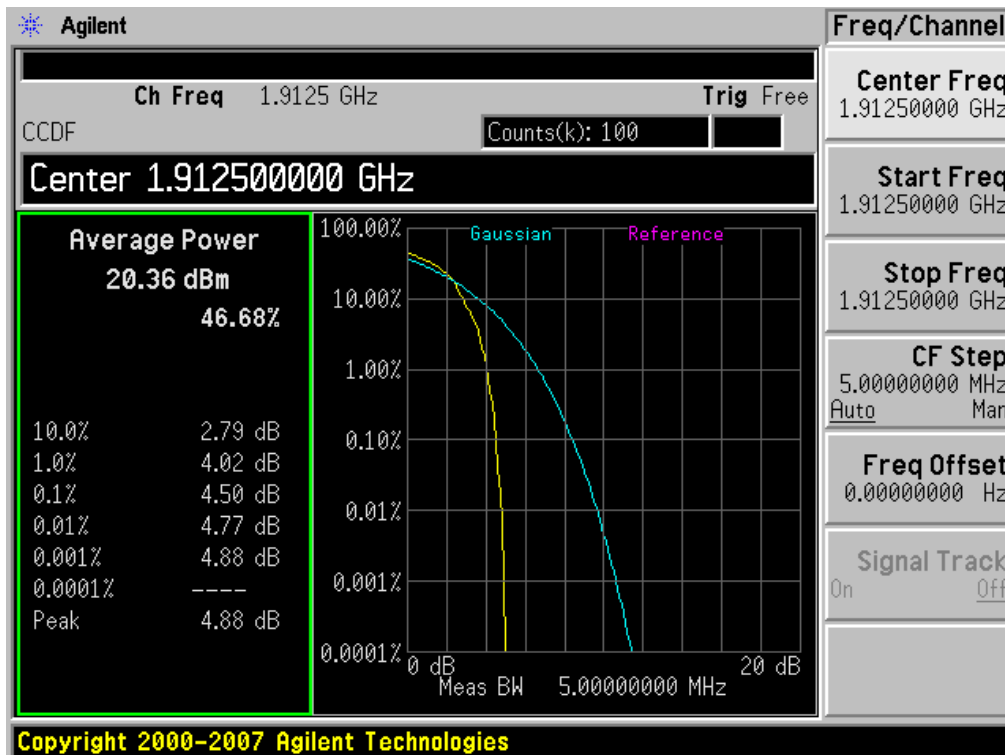 Agilent
Freq/Channel
Ch Freq 1.9125 GHz
Trig Free
CCDF
Counts(k): 100
Center 1.912500000 GHz
Average Power
20.36 dBm
46.68%
10.0% 2.79 dB
1.0% 4.02 dB
0.1% 4.50 dB
0.01% 4.77 dB
0.001% 4.88 dB
0.0001% ----
Peak 4.88 dB
100.00%
10.00%
1.00%
0.10%
0.01%
0.001%
0.0001%
Gaussian
Reference
0 dB
20 dB
Meas BW 5.00000000 MHz
Center Freq
1.91250000 GHz
Start Freq
1.91250000 GHz
Stop Freq
1.91250000 GHz
CF Step
5.00000000 MHz
Auto Man
Freq Offset
0.00000000 Hz
Signal Track
On Off
Copyright 2000-2007 Agilent Technologies